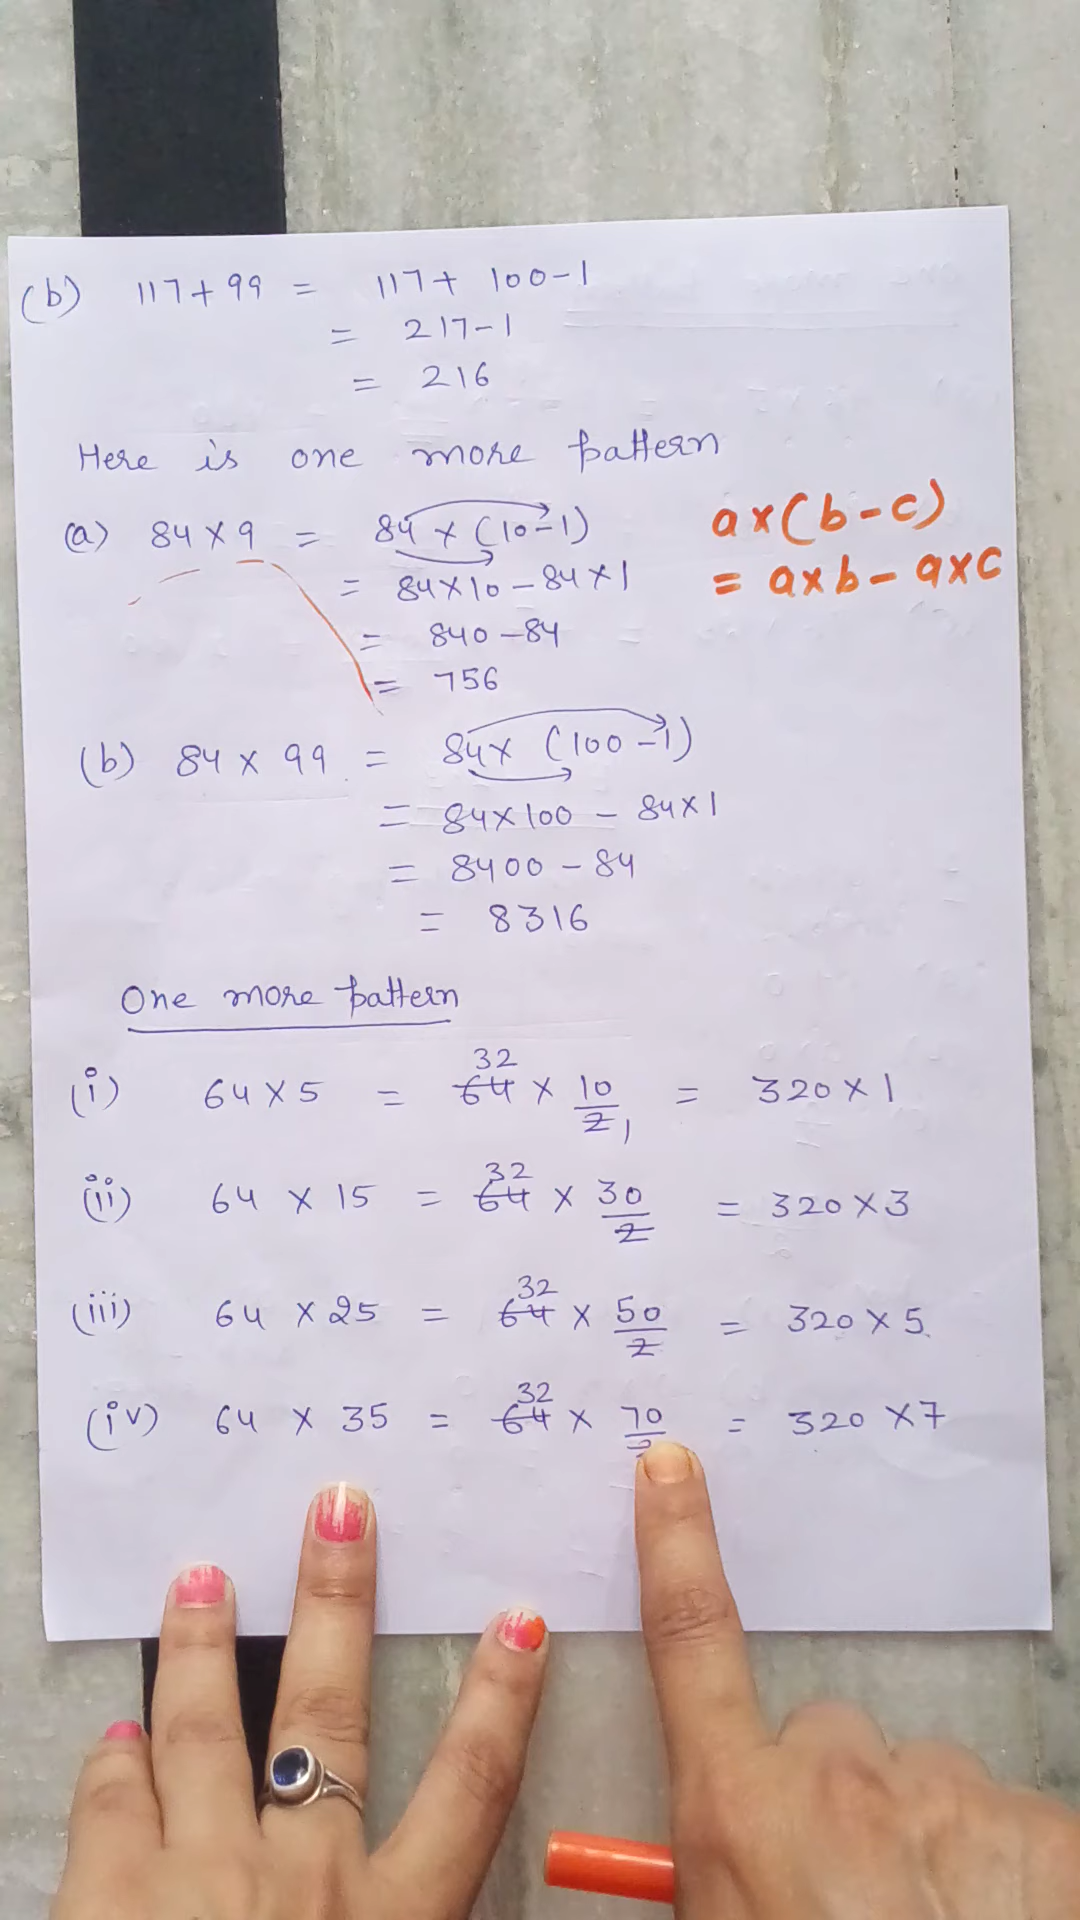 (b) 117+99 = 117+ 100-1
= 217-1
= 216
Here is one more pattern
(a) 84×9 = 84 × (10-1)
= 84×10-84×1
= 840-84
= 756
a×(b-c)
= a×b-a×c
(b) 84×99 = 84× (100-1)
= 84×100 - 84×1
= 8400-84
= 8316
One more pattern
(i) 64×5 = 32 64 × 10/2 1 = 320×1
(ii) 64 × 15 = 32 64 × 30/2 = 320×3
(iii) 64 × 25 = 32 64 × 50/2 = 320×5
(iv) 64 × 35 = 32 64 × 70/2 = 320×7